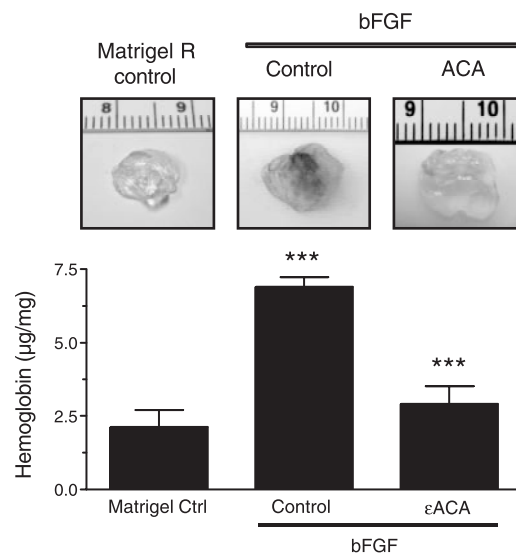 bFGF
Matrigel R
control
Control
ACA
8 9
9 10
9 10
***
***
7.5
5.0
2.5
0.0
Hemoglobin (µg/mg)
Matrigel Ctrl
Control
εACA
bFGF